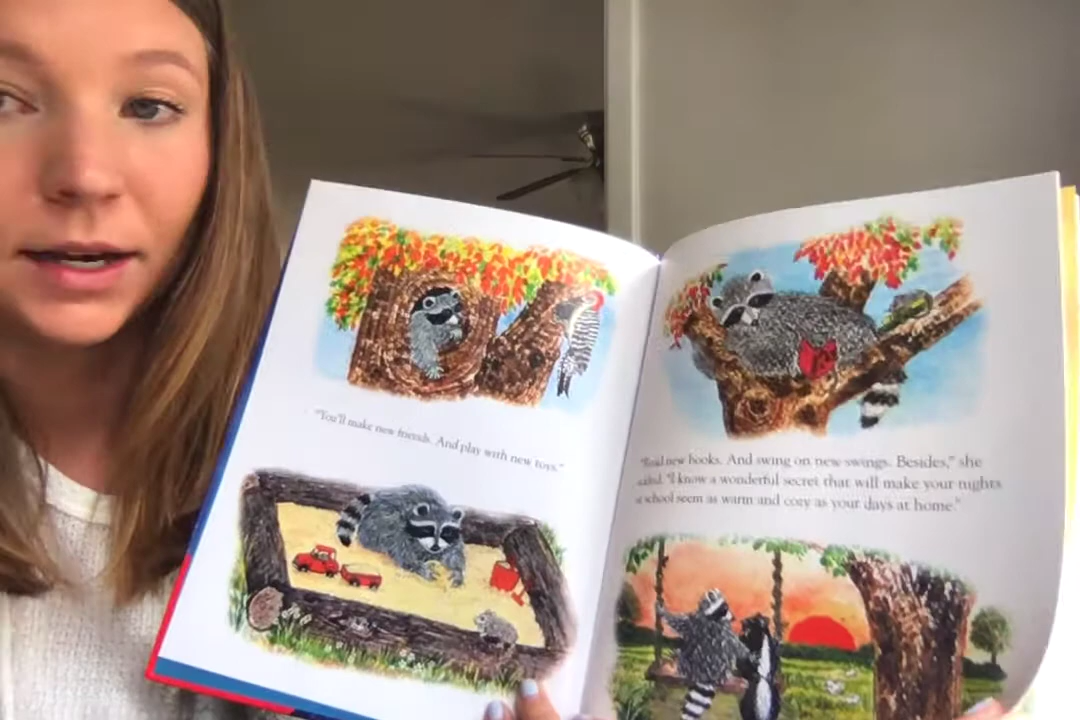 "You'll make new friends. And play with new toys."
"Read new books. And swing on new swings. Besides," she
added. "I know a wonderful secret that will make your nights
at school seem as warm and cozy as your days at home."